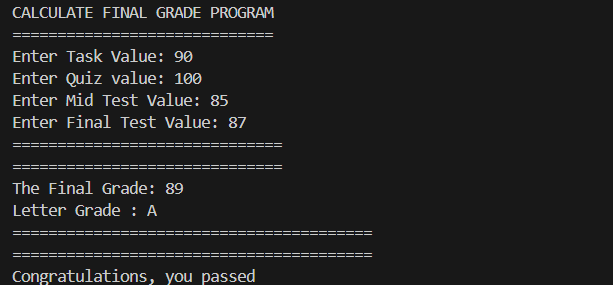 CALCULATE FINAL GRADE PROGRAM
=============================
Enter Task Value: 90
Enter Quiz value: 100
Enter Mid Test Value: 85
Enter Final Test Value: 87
==============================
==============================
The Final Grade: 89
Letter Grade : A
========================================
========================================
Congratulations, you passed